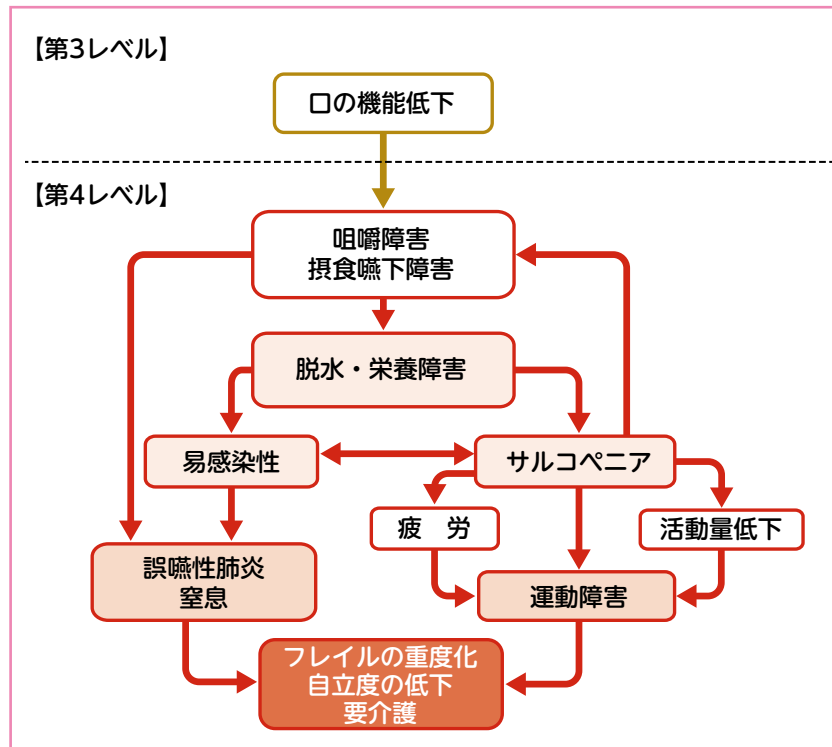 【第3レベル】
口の機能低下
【第4レベル】
咀嚼障害
摂食嚥下障害
脱水・栄養障害
易感染性
サルコペニア
疲　労
活動量低下
誤嚥性肺炎
窒息
運動障害
フレイルの重度化
自立度の低下
要介護